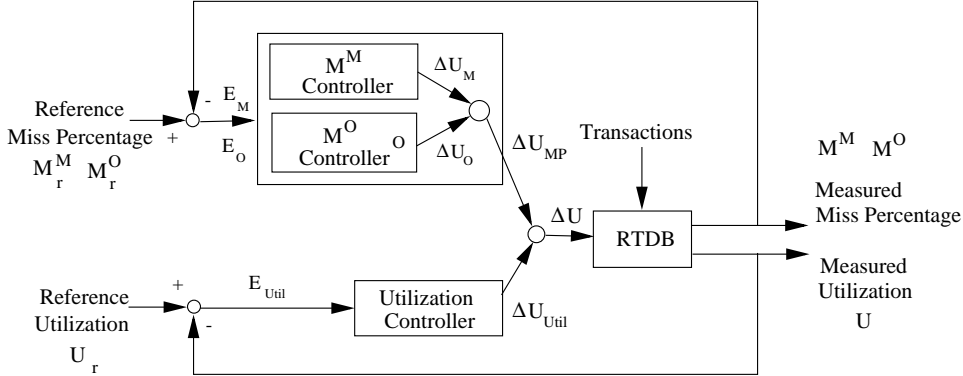 Reference
Miss Percentage
M_r^M M_r^O
+
-
E_M
E_O
M^M
Controller
M^O
Controller O
ΔU_M
ΔU_O
ΔU_MP
Transactions
ΔU
RTDB
M^M M^O
Measured
Miss Percentage
Measured
Utilization
U
Reference
Utilization
U_r
+
-
E_Util
Utilization
Controller
ΔU_Util